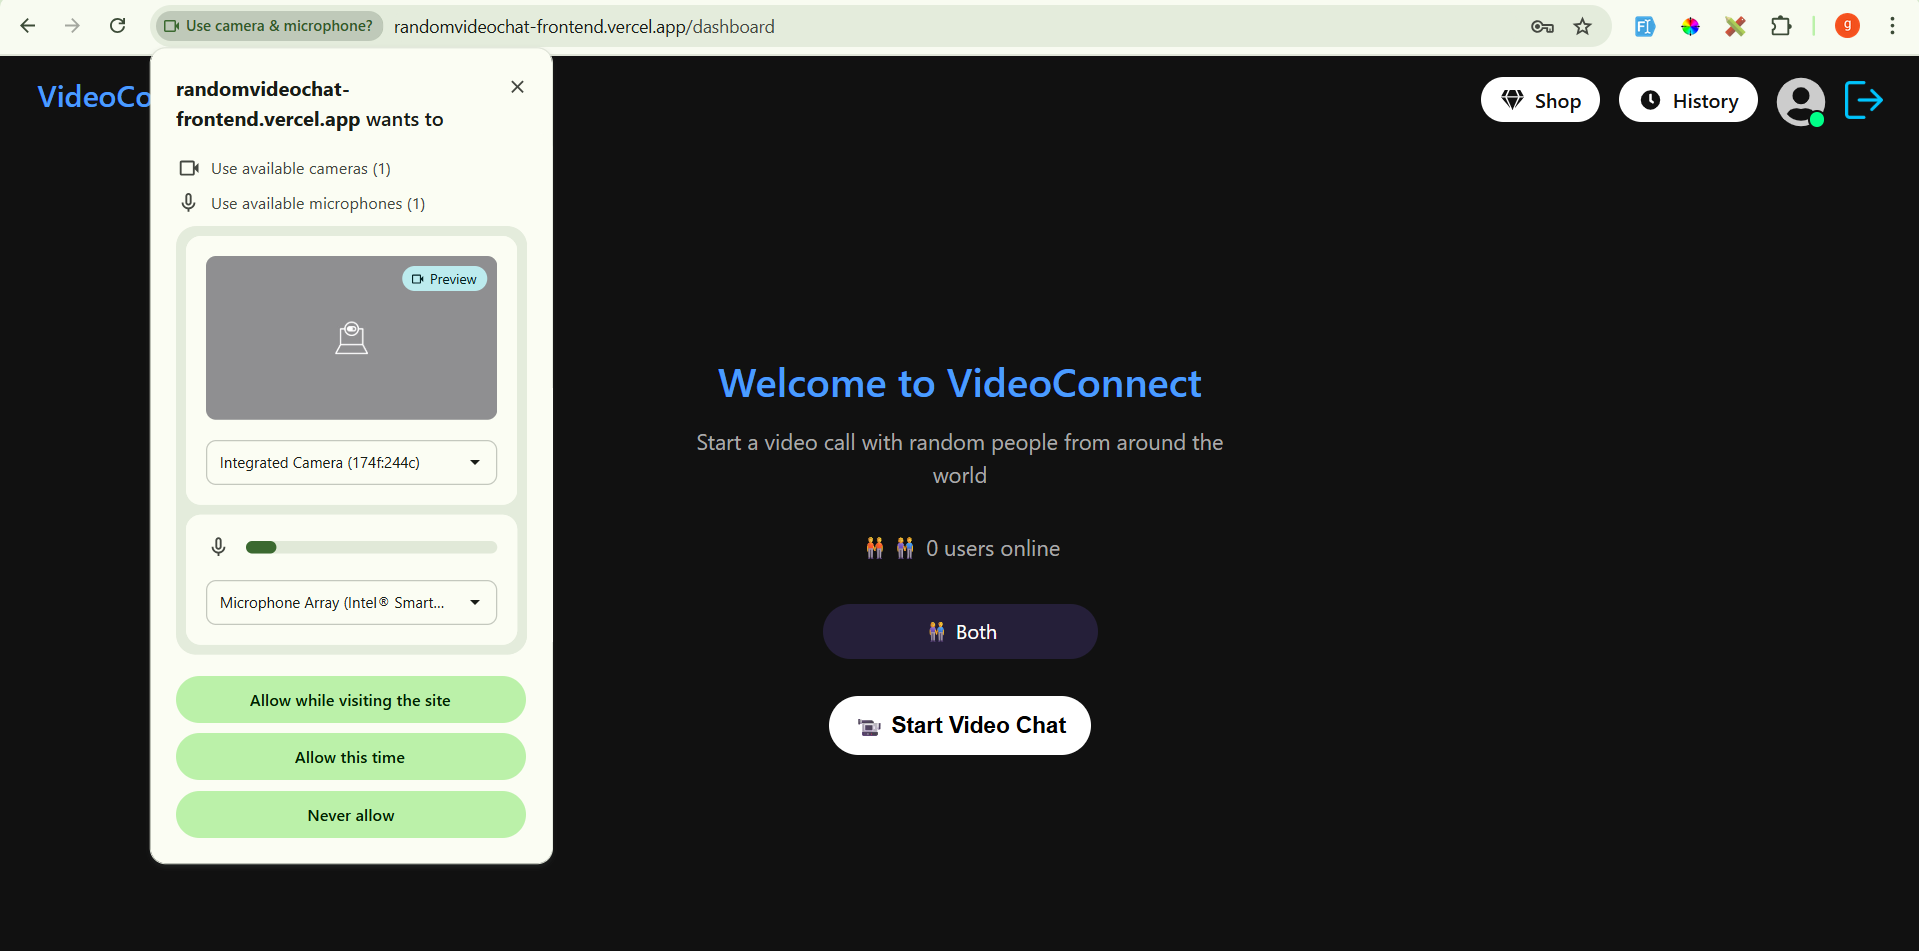 Use camera & microphone?
randomvideochat-frontend.vercel.app/dashboard
g
randomvideochat-
frontend.vercel.app wants to
Use available cameras (1)
Use available microphones (1)
Preview
Integrated Camera (174f:244c)
Microphone Array (Intel® Smart...
Allow while visiting the site
Allow this time
Never allow
VideoCo
Shop
History
Welcome to VideoConnect
Start a video call with random people from around the
world
0 users online
Both
Start Video Chat